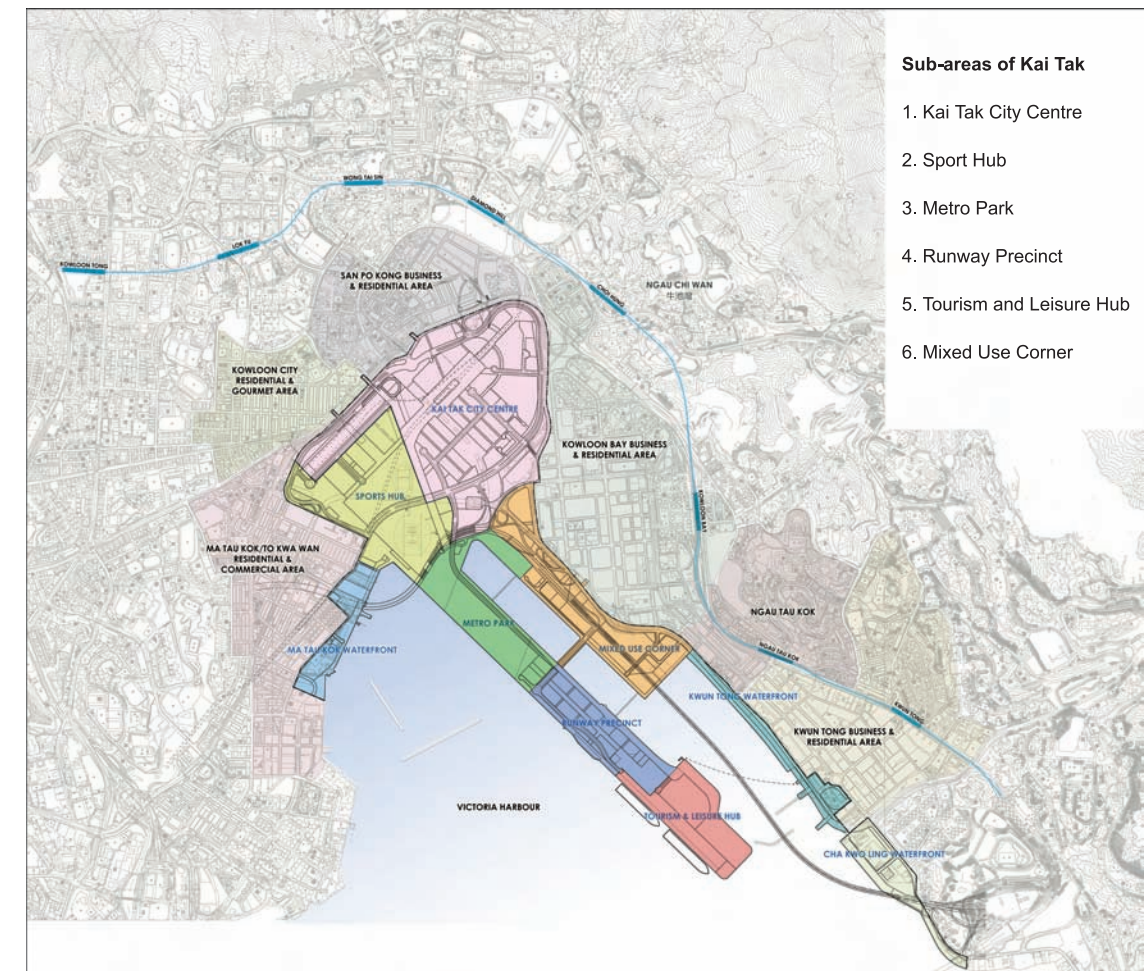 Sub-areas of Kai Tak
1. Kai Tak City Centre
2. Sport Hub
3. Metro Park
4. Runway Precinct
5. Tourism and Leisure Hub
6. Mixed Use Corner
WONG TAI SIN
DIAMOND HILL
LOK FU
KOWLOON TONG
SAN PO KONG BUSINESS
& RESIDENTIAL AREA
NGAU CHI WAN
牛池灣
CHOI HUNG
KOWLOON CITY
RESIDENTIAL &
GOURMET AREA
KAI TAK CITY CENTRE
KOWLOON BAY BUSINESS
& RESIDENTIAL AREA
SPORTS HUB
KOWLOON BAY
MA TAU KOK/TO KWA WAN
RESIDENTIAL &
COMMERCIAL AREA
NGAU TAU KOK
METRO PARK
MA TAU KOK WATERFRONT
MIXED USE CORNER
NGAU TAU KOK
KWUN TONG WATERFRONT
KWUN TONG
RUNWAY PRECINCT
KWUN TONG BUSINESS &
RESIDENTIAL AREA
VICTORIA HARBOUR
TOURISM & LEISURE HUB
CHA KWO LING WATERFRONT